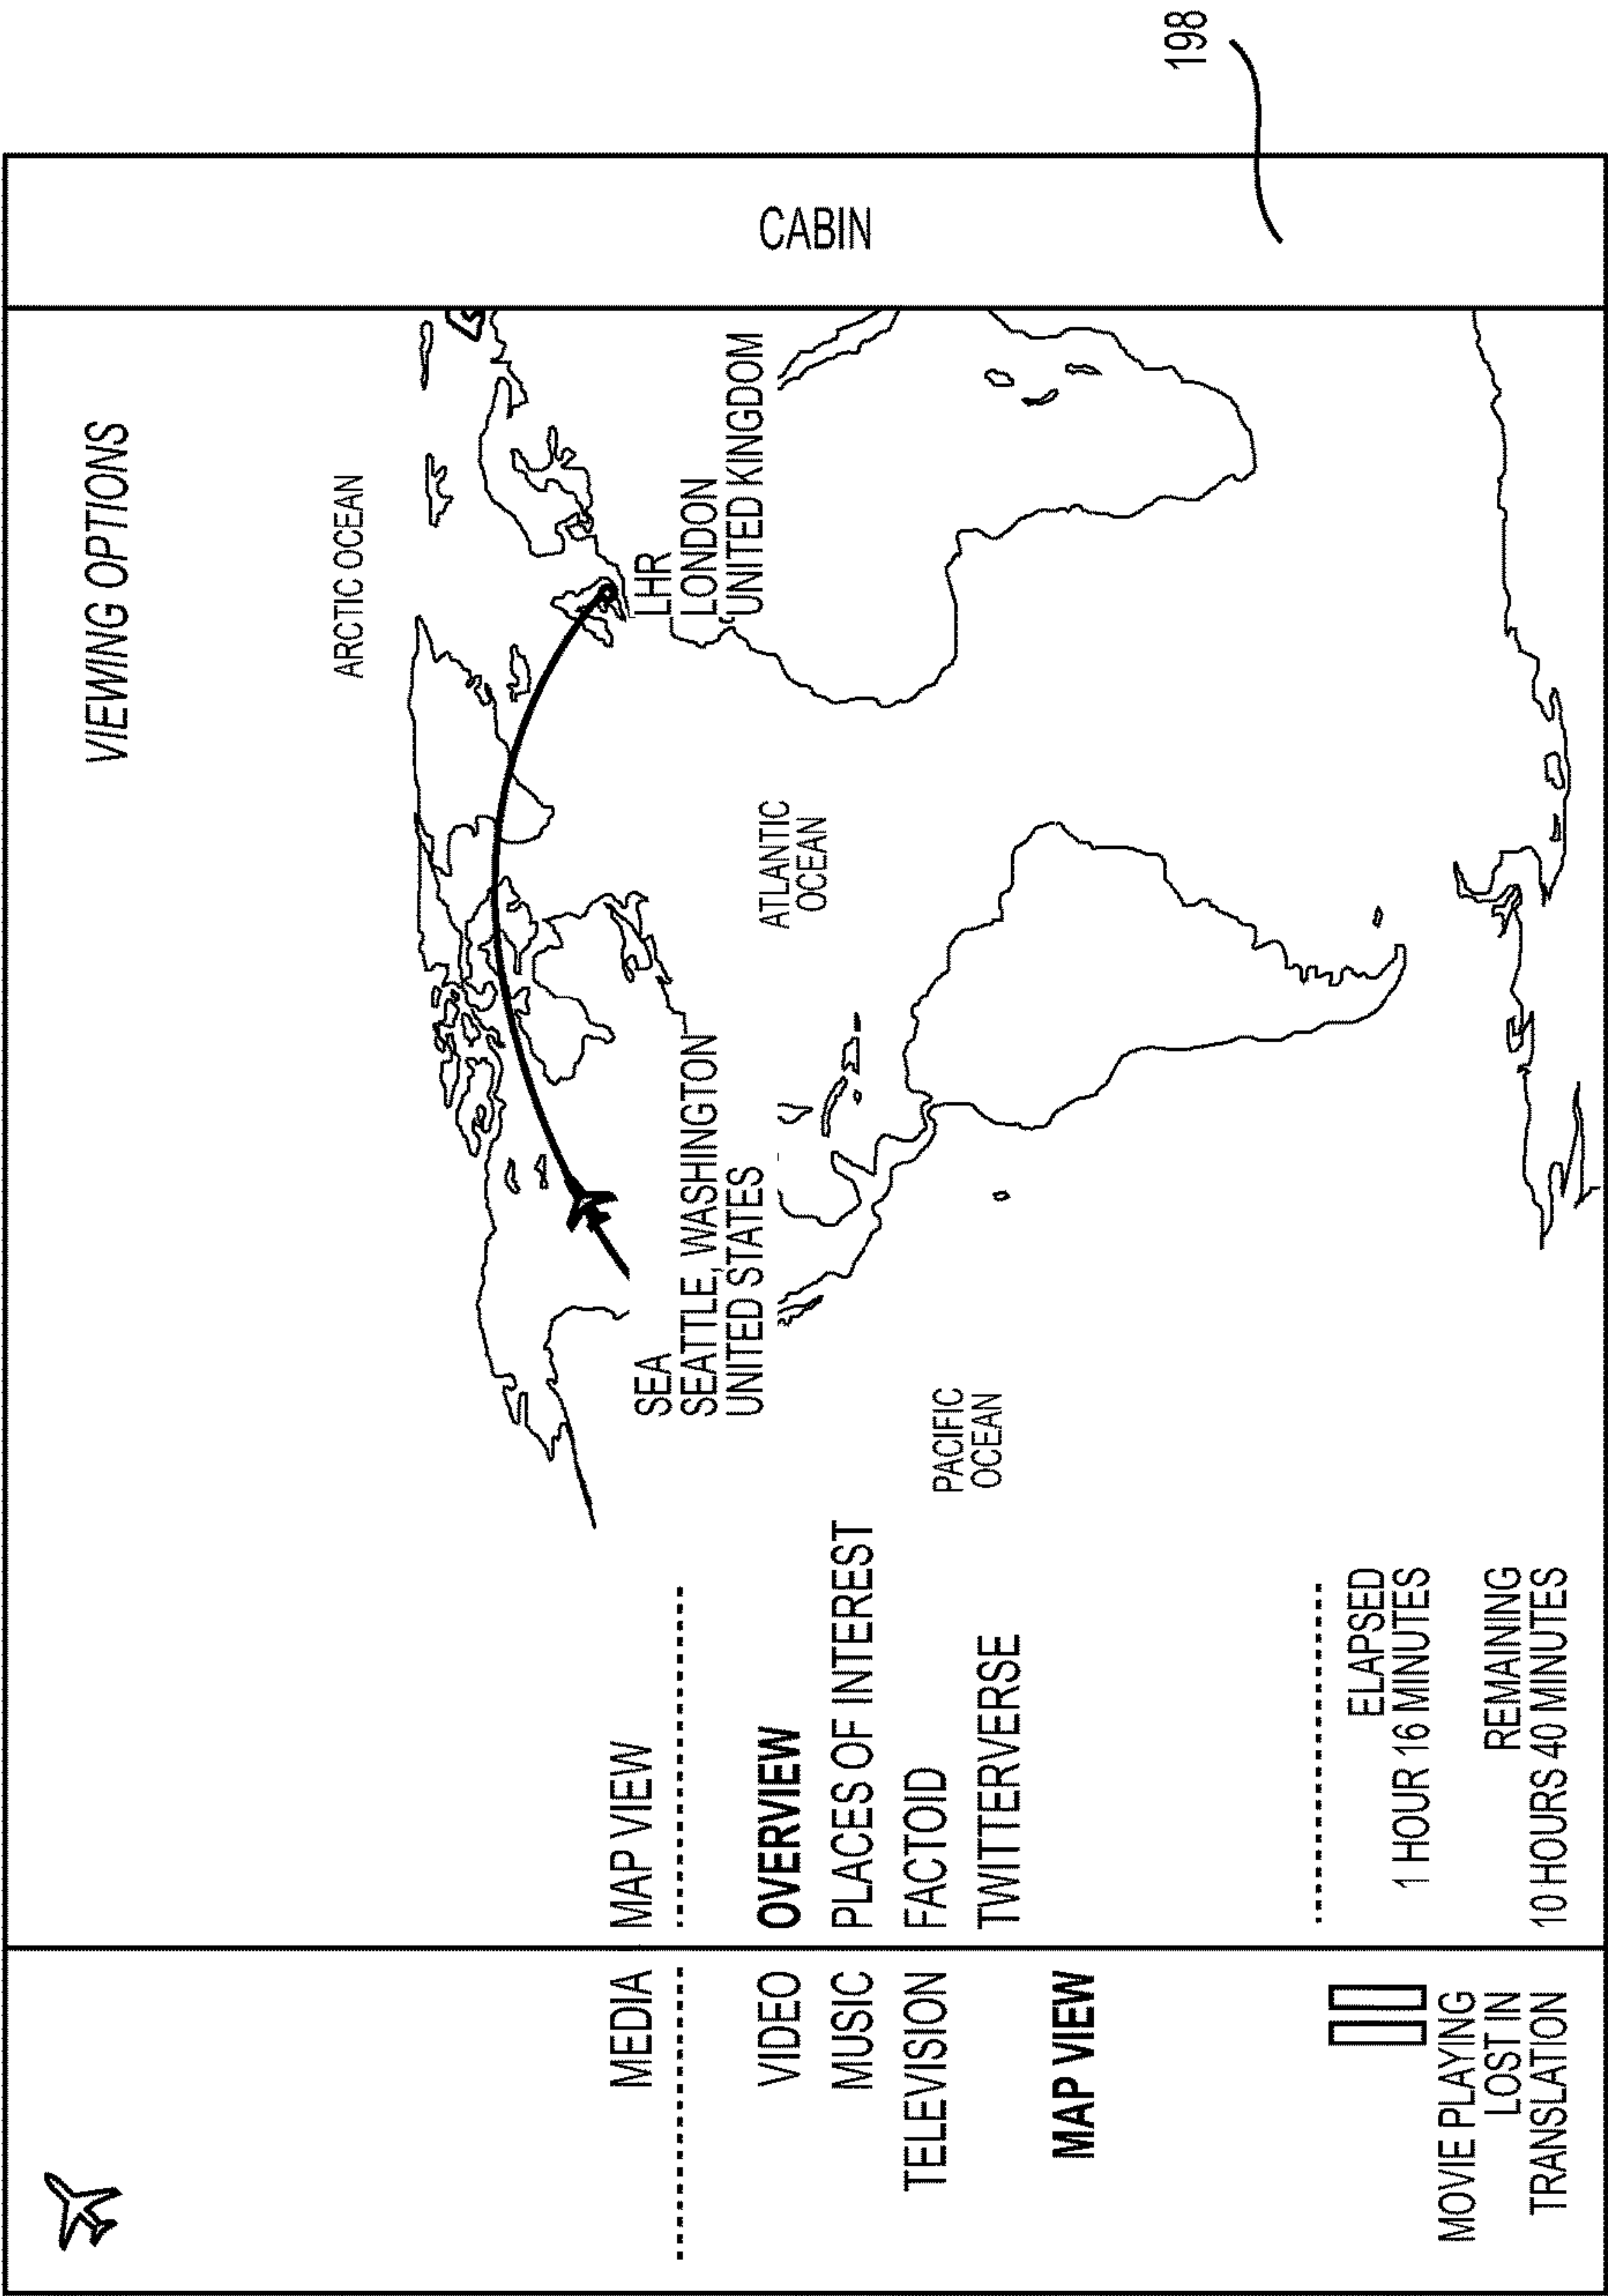 VIEWING OPTIONS
MEDIA
VIDEO
MUSIC
TELEVISION
MAP VIEW
MOVIE PLAYING
LOST IN
TRANSLATION
MAP VIEW
OVERVIEW
PLACES OF INTEREST
FACTOID
TWITTERVERSE
ELAPSED
1 HOUR 16 MINUTES
REMAINING
10 HOURS 40 MINUTES
ARCTIC OCEAN
SEA
SEATTLE, WASHINGTON
UNITED STATES
LHR
LONDON
UNITED KINGDOM
ATLANTIC
OCEAN
PACIFIC
OCEAN
CABIN
198